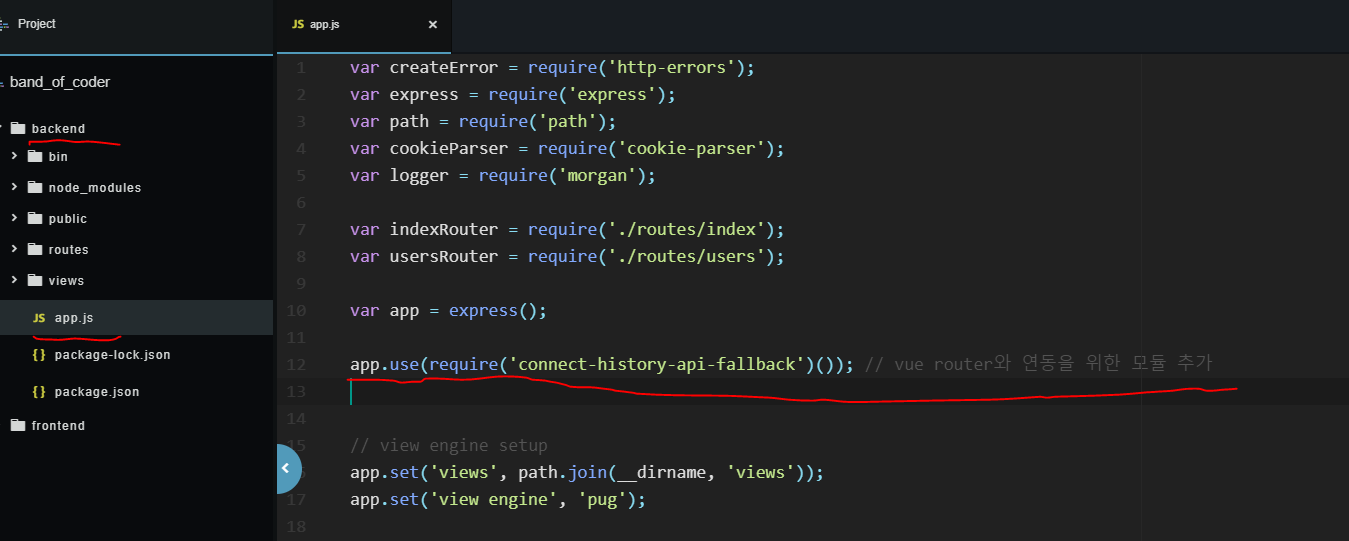 Project
band_of_coder
backend
bin
node_modules
public
routes
views
JS app.js
{} package-lock.json
{} package.json
frontend
JS app.js ×
1 var createError = require('http-errors');
2 var express = require('express');
3 var path = require('path');
4 var cookieParser = require('cookie-parser');
5 var logger = require('morgan');
6
7 var indexRouter = require('./routes/index');
8 var usersRouter = require('./routes/users');
9
10 var app = express();
11
12 app.use(require('connect-history-api-fallback')()); // vue router와 연동을 위한 모듈 추가
13
14
15 // view engine setup
app.set('views', path.join(__dirname, 'views'));
17 app.set('view engine', 'pug');
18